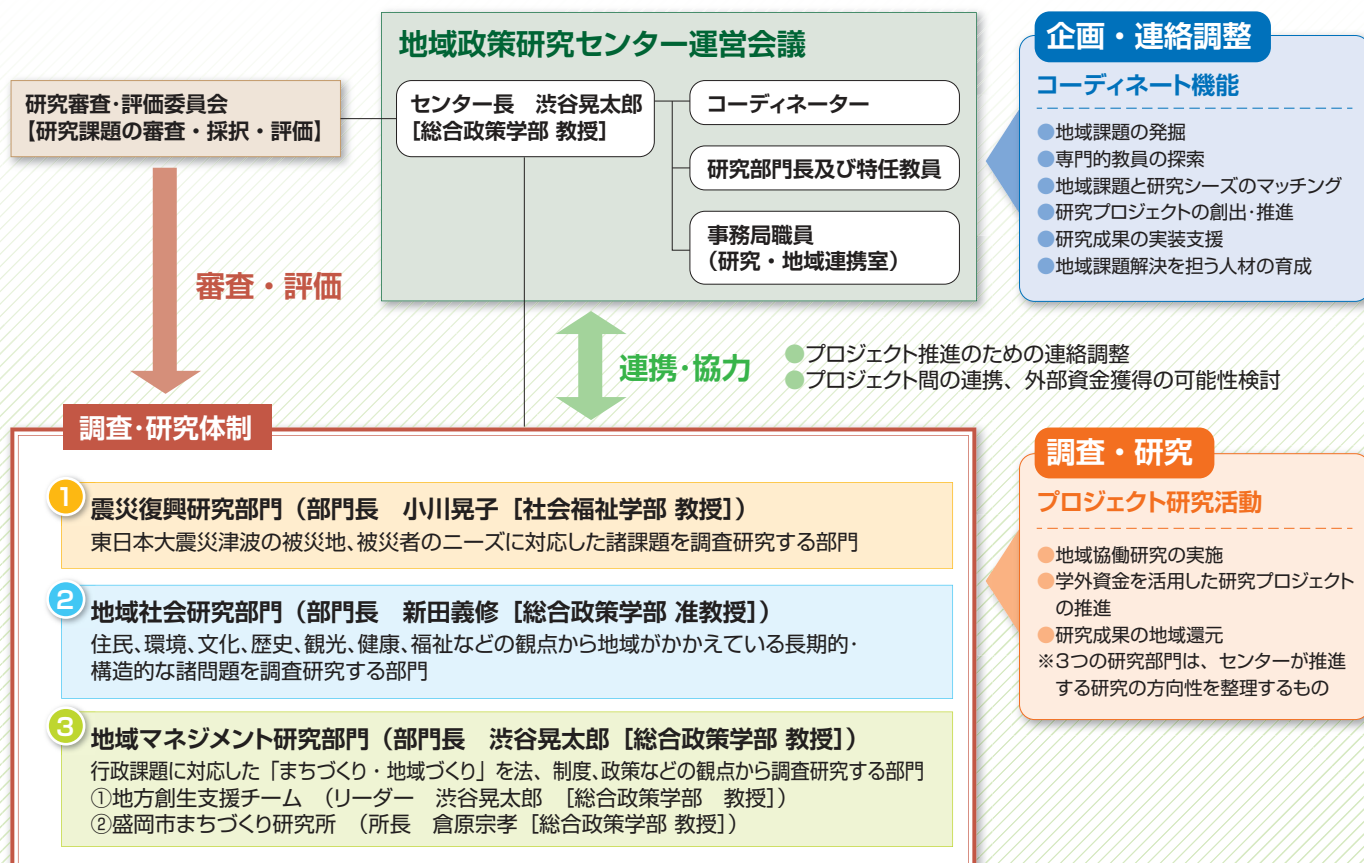 地域政策研究センター運営会議
研究審査・評価委員会
【研究課題の審査・採択・評価】
センター長　渋谷晃太郎
[総合政策学部 教授]
コーディネーター
研究部門長及び特任教員
事務局職員
（研究・地域連携室）
企画・連絡調整
コーディネート機能
●地域課題の発掘
●専門的教員の探索
●地域課題と研究シーズのマッチング
●研究プロジェクトの創出・推進
●研究成果の実装支援
●地域課題解決を担う人材の育成
審査・評価
連携・協力
●プロジェクト推進のための連絡調整
●プロジェクト間の連携、外部資金獲得の可能性検討
調査・研究体制
1
震災復興研究部門（部門長　小川晃子［社会福祉学部 教授］）
東日本大震災津波の被災地、被災者のニーズに対応した諸課題を調査研究する部門
2
地域社会研究部門（部門長　新田義修［総合政策学部 准教授］）
住民、環境、文化、歴史、観光、健康、福祉などの観点から地域がかかえている長期的・
構造的な諸問題を調査研究する部門
3
地域マネジメント研究部門（部門長　渋谷晃太郎［総合政策学部 教授］）
行政課題に対応した「まちづくり・地域づくり」を法、制度、政策などの観点から調査研究する部門
①地方創生支援チーム　（リーダー　渋谷晃太郎　［総合政策学部　教授］）
②盛岡市まちづくり研究所　（所長　倉原宗孝［総合政策学部 教授］）
調査・研究
プロジェクト研究活動
●地域協働研究の実施
●学外資金を活用した研究プロジェクト
の推進
●研究成果の地域還元
※3つの研究部門は、センターが推進
する研究の方向性を整理するもの